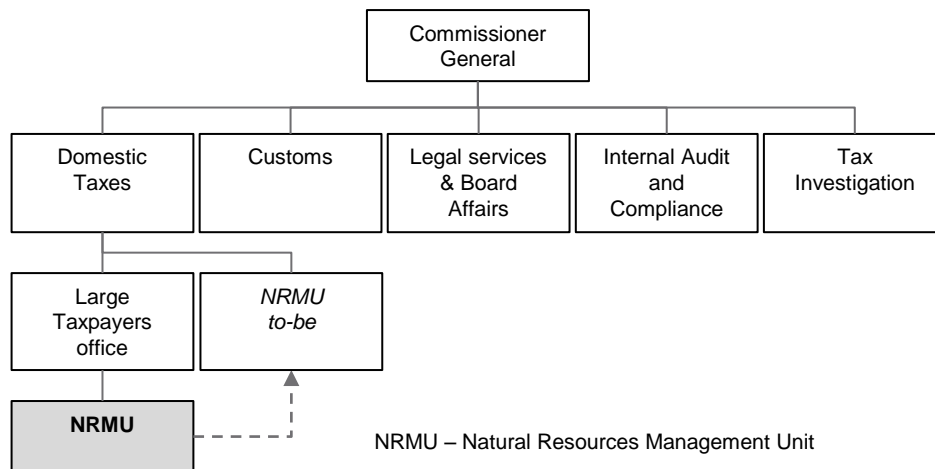 Commissioner
General
Domestic
Taxes
Customs
Legal services
& Board
Affairs
Internal Audit
and
Compliance
Tax
Investigation
Large
Taxpayers
office
NRMU
to-be
NRMU
NRMU – Natural Resources Management Unit